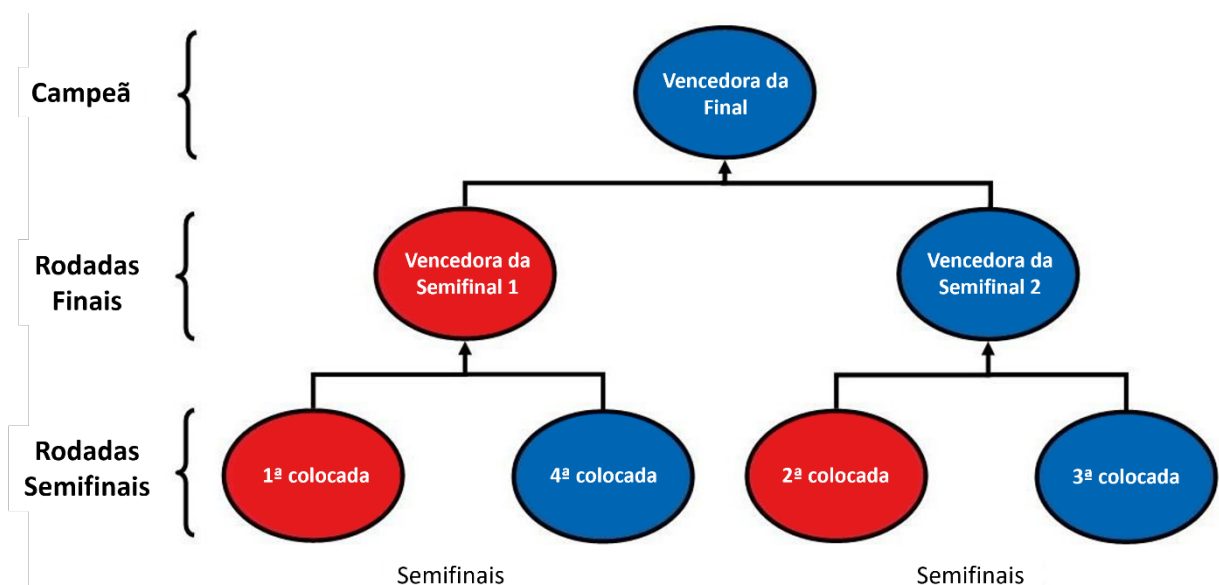 Campeã
Vencedora da
Final
Rodadas
Finais
Vencedora da
Semifinal 1
Vencedora da
Semifinal 2
Rodadas
Semifinais
1ª colocada
4ª colocada
2ª colocada
3ª colocada
Semifinais
Semifinais